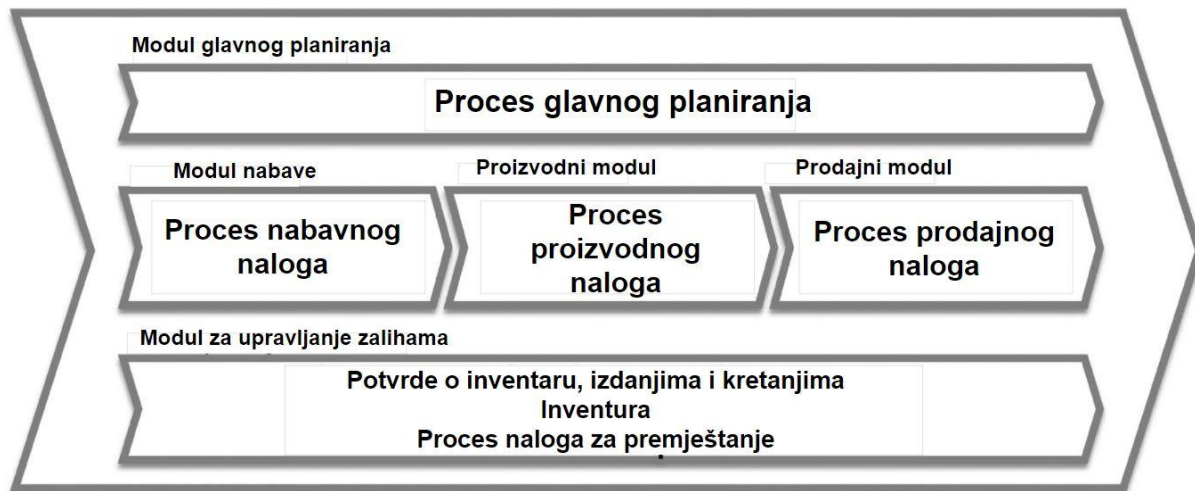 Modul glavnog planiranja
Proces glavnog planiranja
Modul nabave
Proizvodni modul
Prodajni modul
Proces nabavnog
naloga
Proces
proizvodnog
naloga
Proces prodajnog
naloga
Modul za upravljanje zalihama
Potvrde o inventaru, izdanjima i kretanjima
Inventura
Proces naloga za premještanje